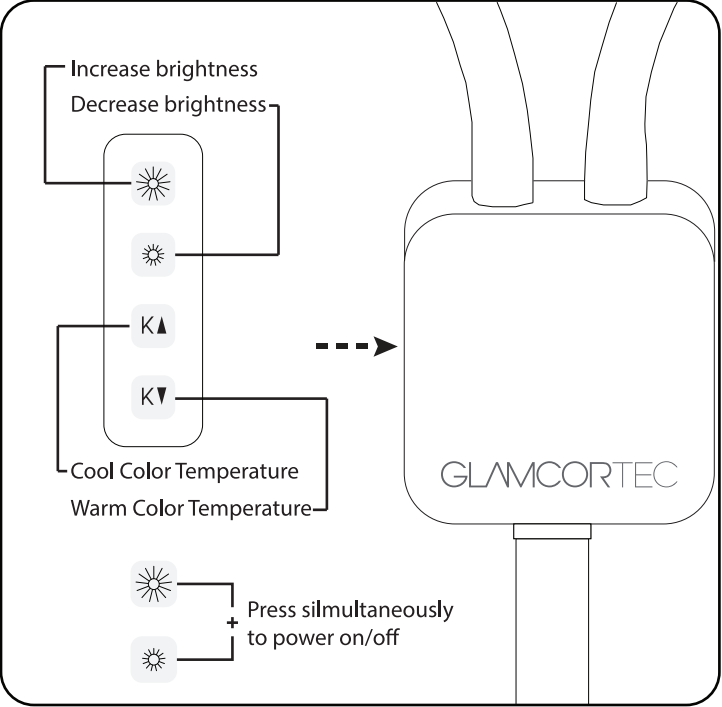 Increase brightness
Decrease brightness
K▲
K▼
Cool Color Temperature
Warm Color Temperature
GLAMCORTEC
+
Press silmultaneously
to power on/off